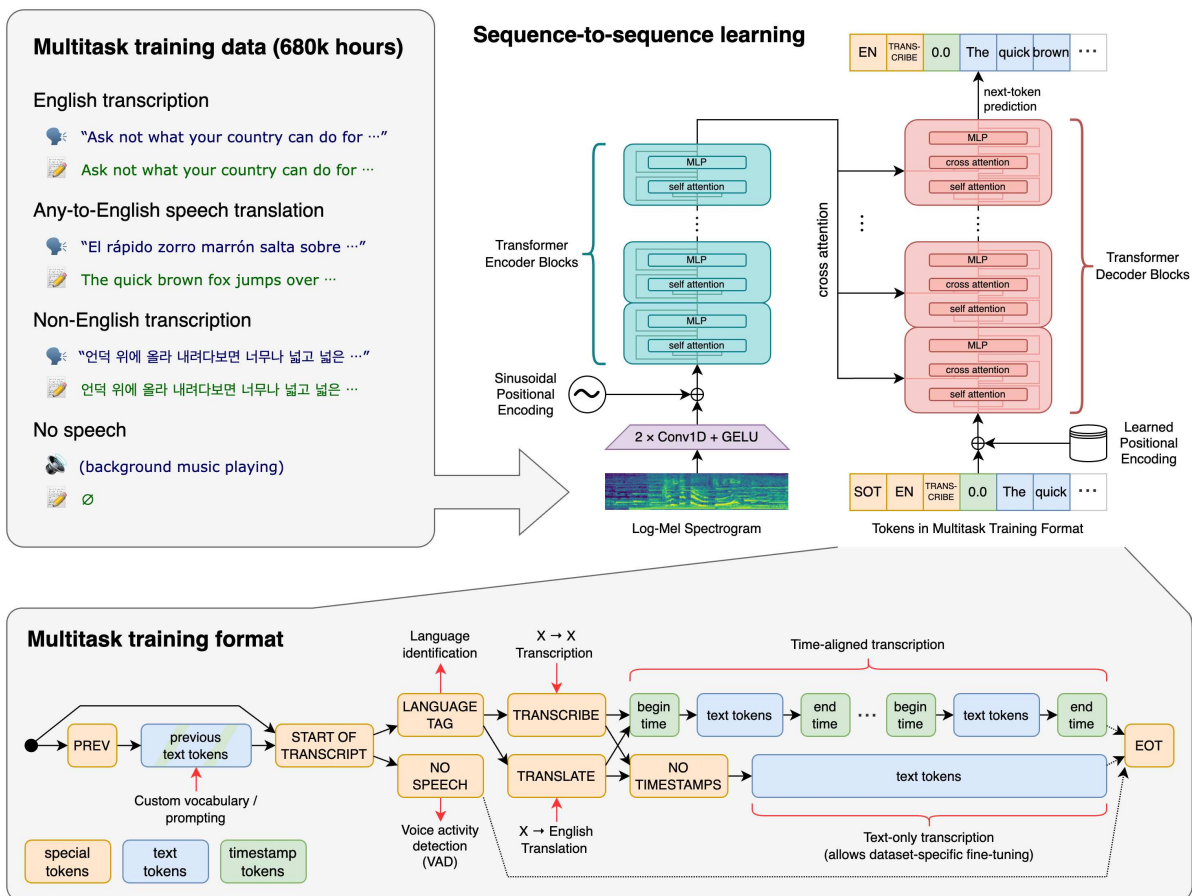 Multitask training data (680k hours)
English transcription
“Ask not what your country can do for ⋯”
Ask not what your country can do for ⋯
Any-to-English speech translation
“El rápido zorro marrón salta sobre ⋯”
The quick brown fox jumps over ⋯
Non-English transcription
“언덕 위에 올라 내려다보면 너무나 넓고 넓은 ⋯”
언덕 위에 올라 내려다보면 너무나 넓고 넓은 ⋯
No speech
(background music playing)
∅
Sequence-to-sequence learning
EN
TRANS-
CRIBE
0.0
The
quick
brown
⋯
next-token
prediction
MLP
self attention
⋮
MLP
self attention
MLP
self attention
Transformer
Encoder Blocks
cross attention
⋮
MLP
cross attention
self attention
⋮
MLP
cross attention
self attention
MLP
cross attention
self attention
Transformer
Decoder Blocks
Sinusoidal
Positional
Encoding
2 × Conv1D + GELU
Log-Mel Spectrogram
Learned
Positional
Encoding
SOT
EN
TRANS-
CRIBE
0.0
The
quick
⋯
Tokens in Multitask Training Format
Multitask training format
PREV
previous
text tokens
Custom vocabulary /
prompting
START OF
TRANSCRIPT
Language
identification
LANGUAGE
TAG
NO
SPEECH
Voice activity
detection
(VAD)
X → X
Transcription
TRANSCRIBE
TRANSLATE
X → English
Translation
Time-aligned transcription
begin
time
text tokens
end
time
⋯
begin
time
text tokens
end
time
NO
TIMESTAMPS
text tokens
Text-only transcription
(allows dataset-specific fine-tuning)
EOT
special
tokens
text
tokens
timestamp
tokens